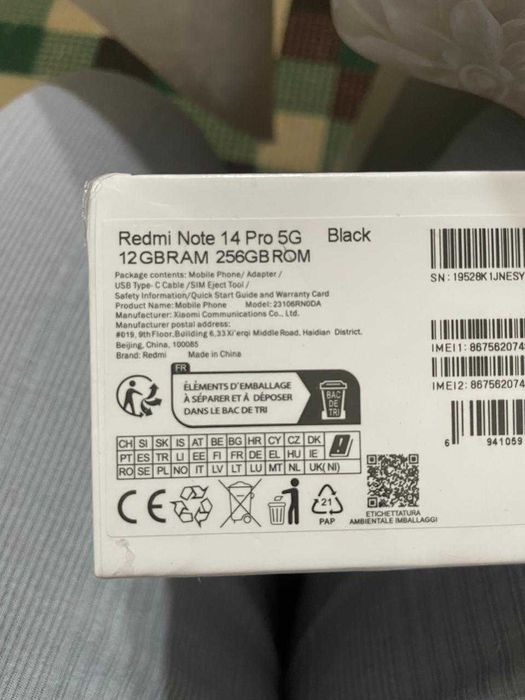 Redmi Note 14 Pro 5G Black
12GBRAM 256GBROM
Package contents: Mobile Phone/ Adapter /
USB Type- C Cable /SIM Eject Tool /
Safety Information/Quick Start Guide and Warranty Card
Product Name: Mobile Phone Model: 23106RN0DA
Manufacturer: Xiaomi Communications Co., Ltd.
Manufacturer postal address:
#019, 9th Floor, Building 6, 33 Xi'erqi Middle Road, Haidian District,
Beijing, China, 100085
Brand: Redmi Made in China
FR
ÉLÉMENTS D'EMBALLAGE
À SÉPARER ET À DÉPOSER
DANS LE BAC DE TRI
BAC
DE
TRI
CH SI SK IS AT BE BG HR CY CZ DK
PT ES TR LI EE FI FR DE EL HU IE
RO SE PL NO IT LV LT LU MT NL UK(NI)
CE
21
PAP
ETICHETTATURA
AMBIENTALE IMBALLAGGI
SN: 19528K1JNESY
IMEI1: 867562074
IMEI2: 867562074
6 941059